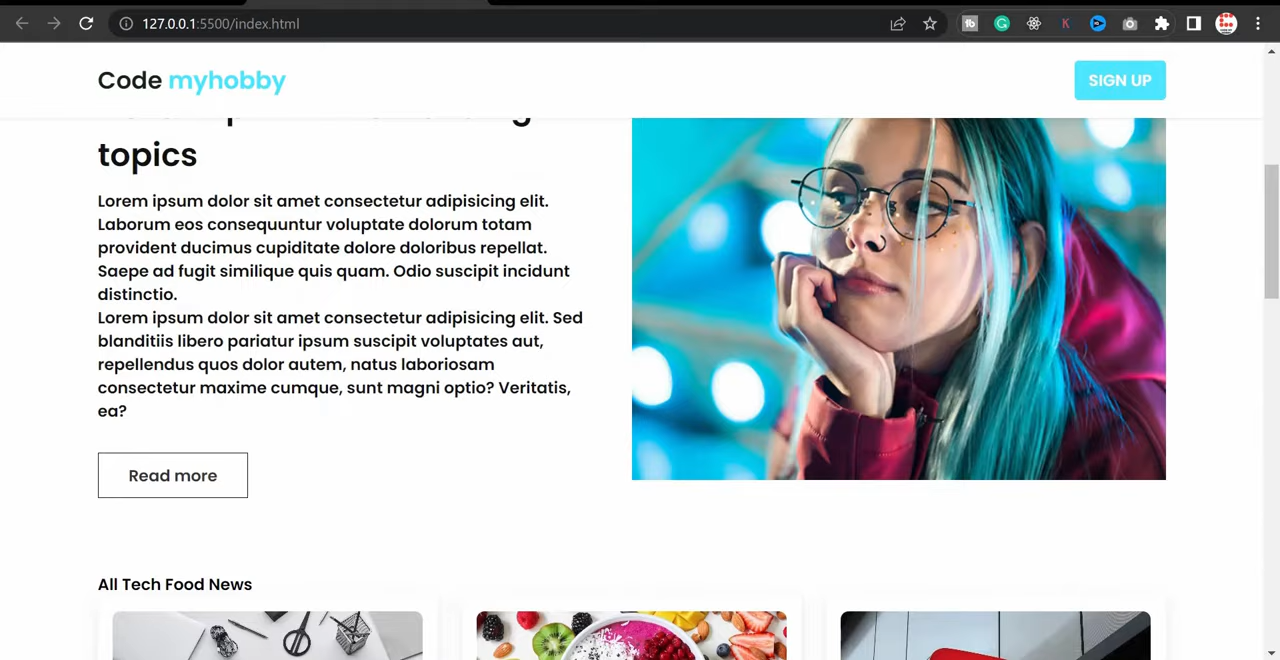 127.0.0.1:5500/index.html
Code myhobby
SIGN UP
topics
Lorem ipsum dolor sit amet consectetur adipisicing elit.
Laborum eos consequuntur voluptate dolorum totam
provident ducimus cupiditate dolore doloribus repellat.
Saepe ad fugit similique quis quam. Odio suscipit incidunt
distinctio.
Lorem ipsum dolor sit amet consectetur adipisicing elit. Sed
blanditiis libero pariatur ipsum suscipit voluptates aut,
repellendus quos dolor autem, natus laboriosam
consectetur maxime cumque, sunt magni optio? Veritatis,
ea?
Read more
All Tech Food News